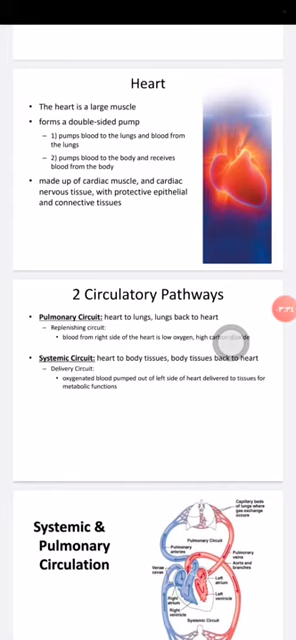 Heart
• The heart is a large muscle
• forms a double-sided pump
– 1) pumps blood to the lungs and blood from
the lungs
– 2) pumps blood to the body and receives
blood from the body
• made up of cardiac muscle, and cardiac
nervous tissue, with protective epithelial
and connective tissues
2 Circulatory Pathways
• Pulmonary Circuit: heart to lungs, lungs back to heart
– Replenishing circuit:
• blood from right side of the heart is low oxygen, high carbon dioxide
• Systemic Circuit: heart to body tissues, body tissues back to heart
– Delivery Circuit:
• oxygenated blood pumped out of left side of heart delivered to tissues for
metabolic functions
Systemic &
Pulmonary
Circulation
Capillary beds
of lungs where
gas exchange
occurs
Pulmonary Circuit
Pulmonary
arteries
Pulmonary
veins
Aorta and
branches
Venae
cavae
Left
atrium
Left
ventricle
Right
atrium
Right
ventricle
Systemic Circuit